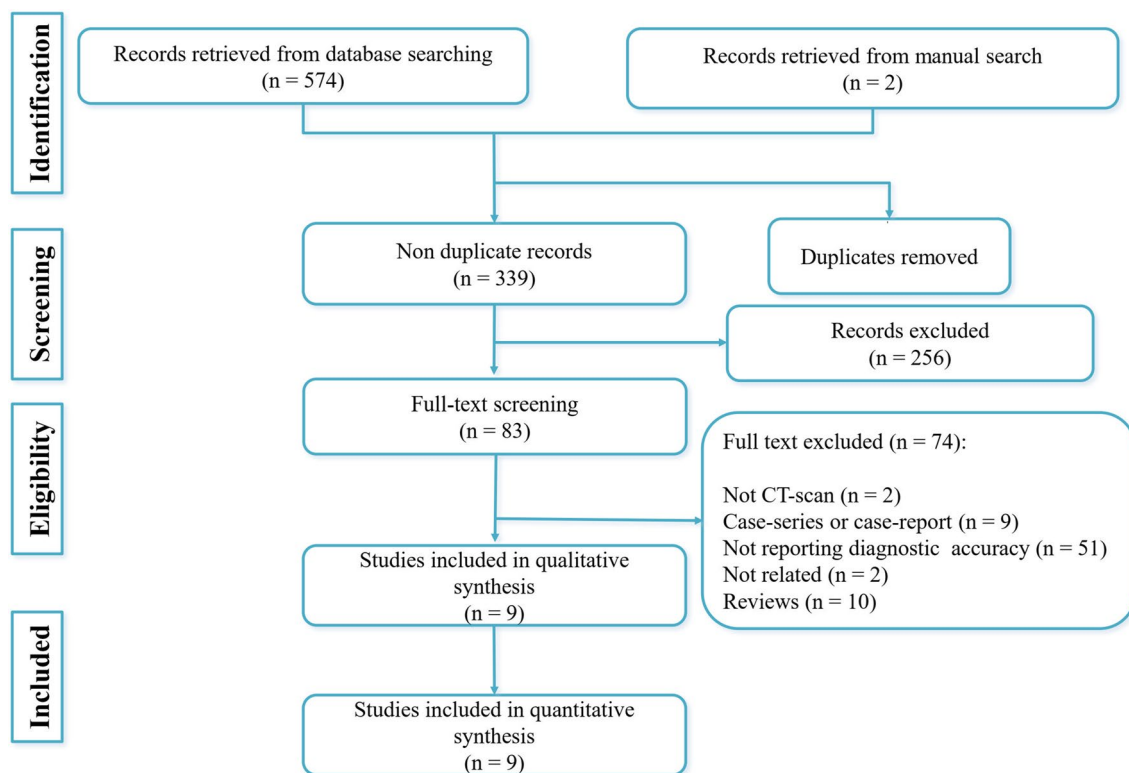 Identification
Records retrieved from database searching
(n = 574)
Records retrieved from manual search
(n = 2)
Screening
Non duplicate records
(n = 339)
Duplicates removed
Records excluded
(n = 256)
Eligibility
Full-text screening
(n = 83)
Full text excluded (n = 74):
Not CT-scan (n = 2)
Case-series or case-report (n = 9)
Not reporting diagnostic accuracy (n = 51)
Not related (n = 2)
Reviews (n = 10)
Studies included in qualitative
synthesis
(n = 9)
Included
Studies included in quantitative
synthesis
(n = 9)